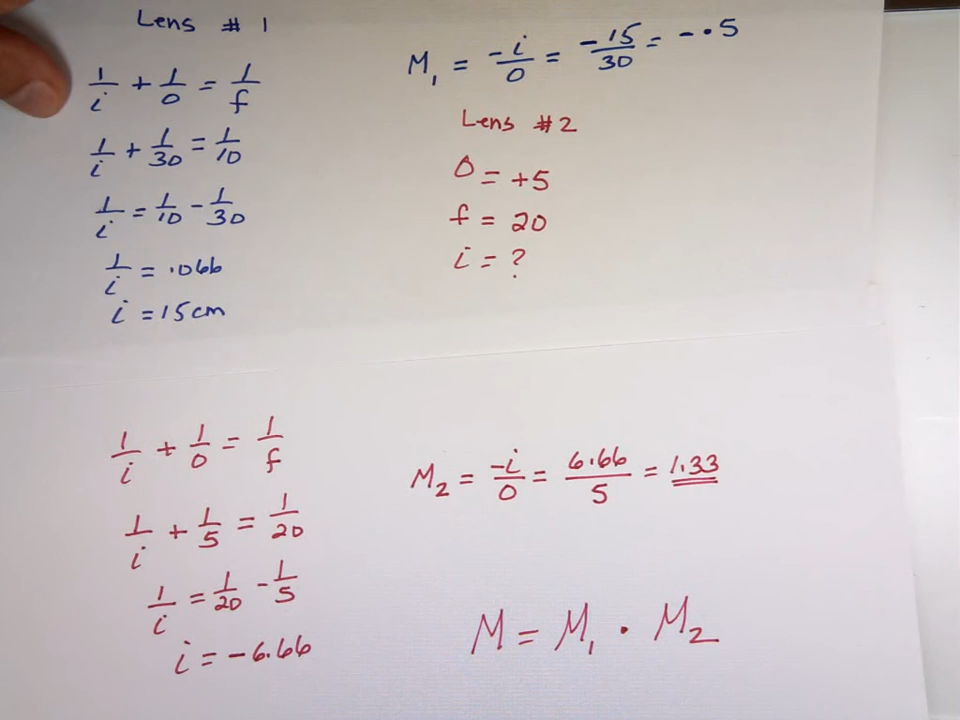 Lens # 1
1/i + 1/o = 1/f
1/i + 1/30 = 1/10
1/i = 1/10 - 1/30
1/i = .066
i = 15cm
M₁ = -i/o = -15/30 = -.5
Lens #2
O = +5
f = 20
i = ?
1/i + 1/o = 1/f
1/i + 1/5 = 1/20
1/i = 1/20 - 1/5
i = -6.66
M₂ = -i/o = 6.66/5 = 1.33
M = M₁ · M₂